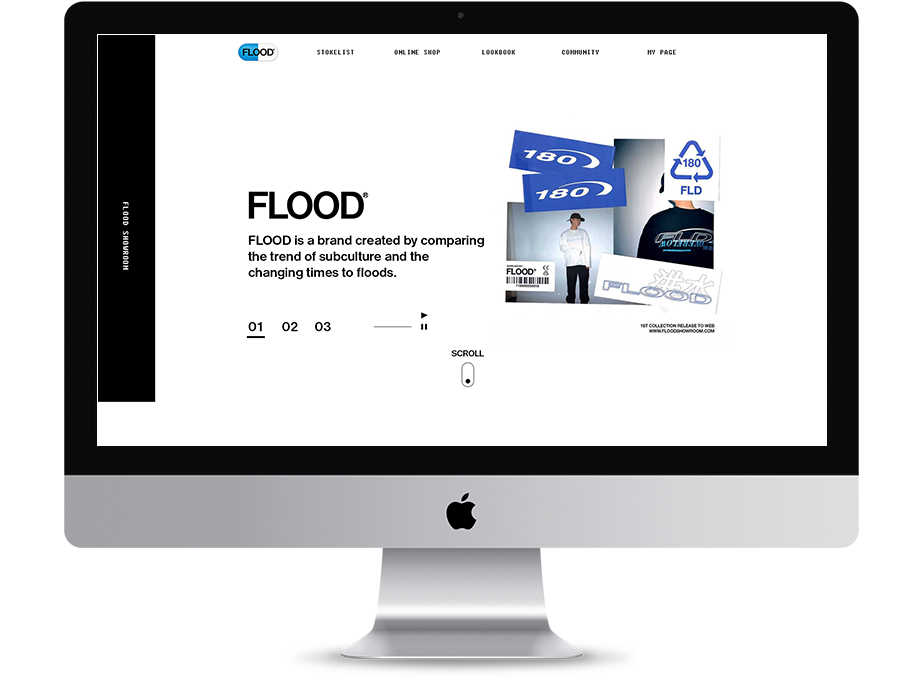 FLOOD
STOKELIST
ONLINE SHOP
LOOKBOOK
COMMUNITY
MY PAGE
FLOOD SHOWROOM
FLOOD®
FLOOD is a brand created by comparing
the trend of subculture and the
changing times to floods.
01 02 03
SCROLL
180
180
180
FLD
FLD
FLOOD®
FLOOD
1ST COLLECTION RELEASE TO WEB
WWW.FLOODSHOWROOM.COM